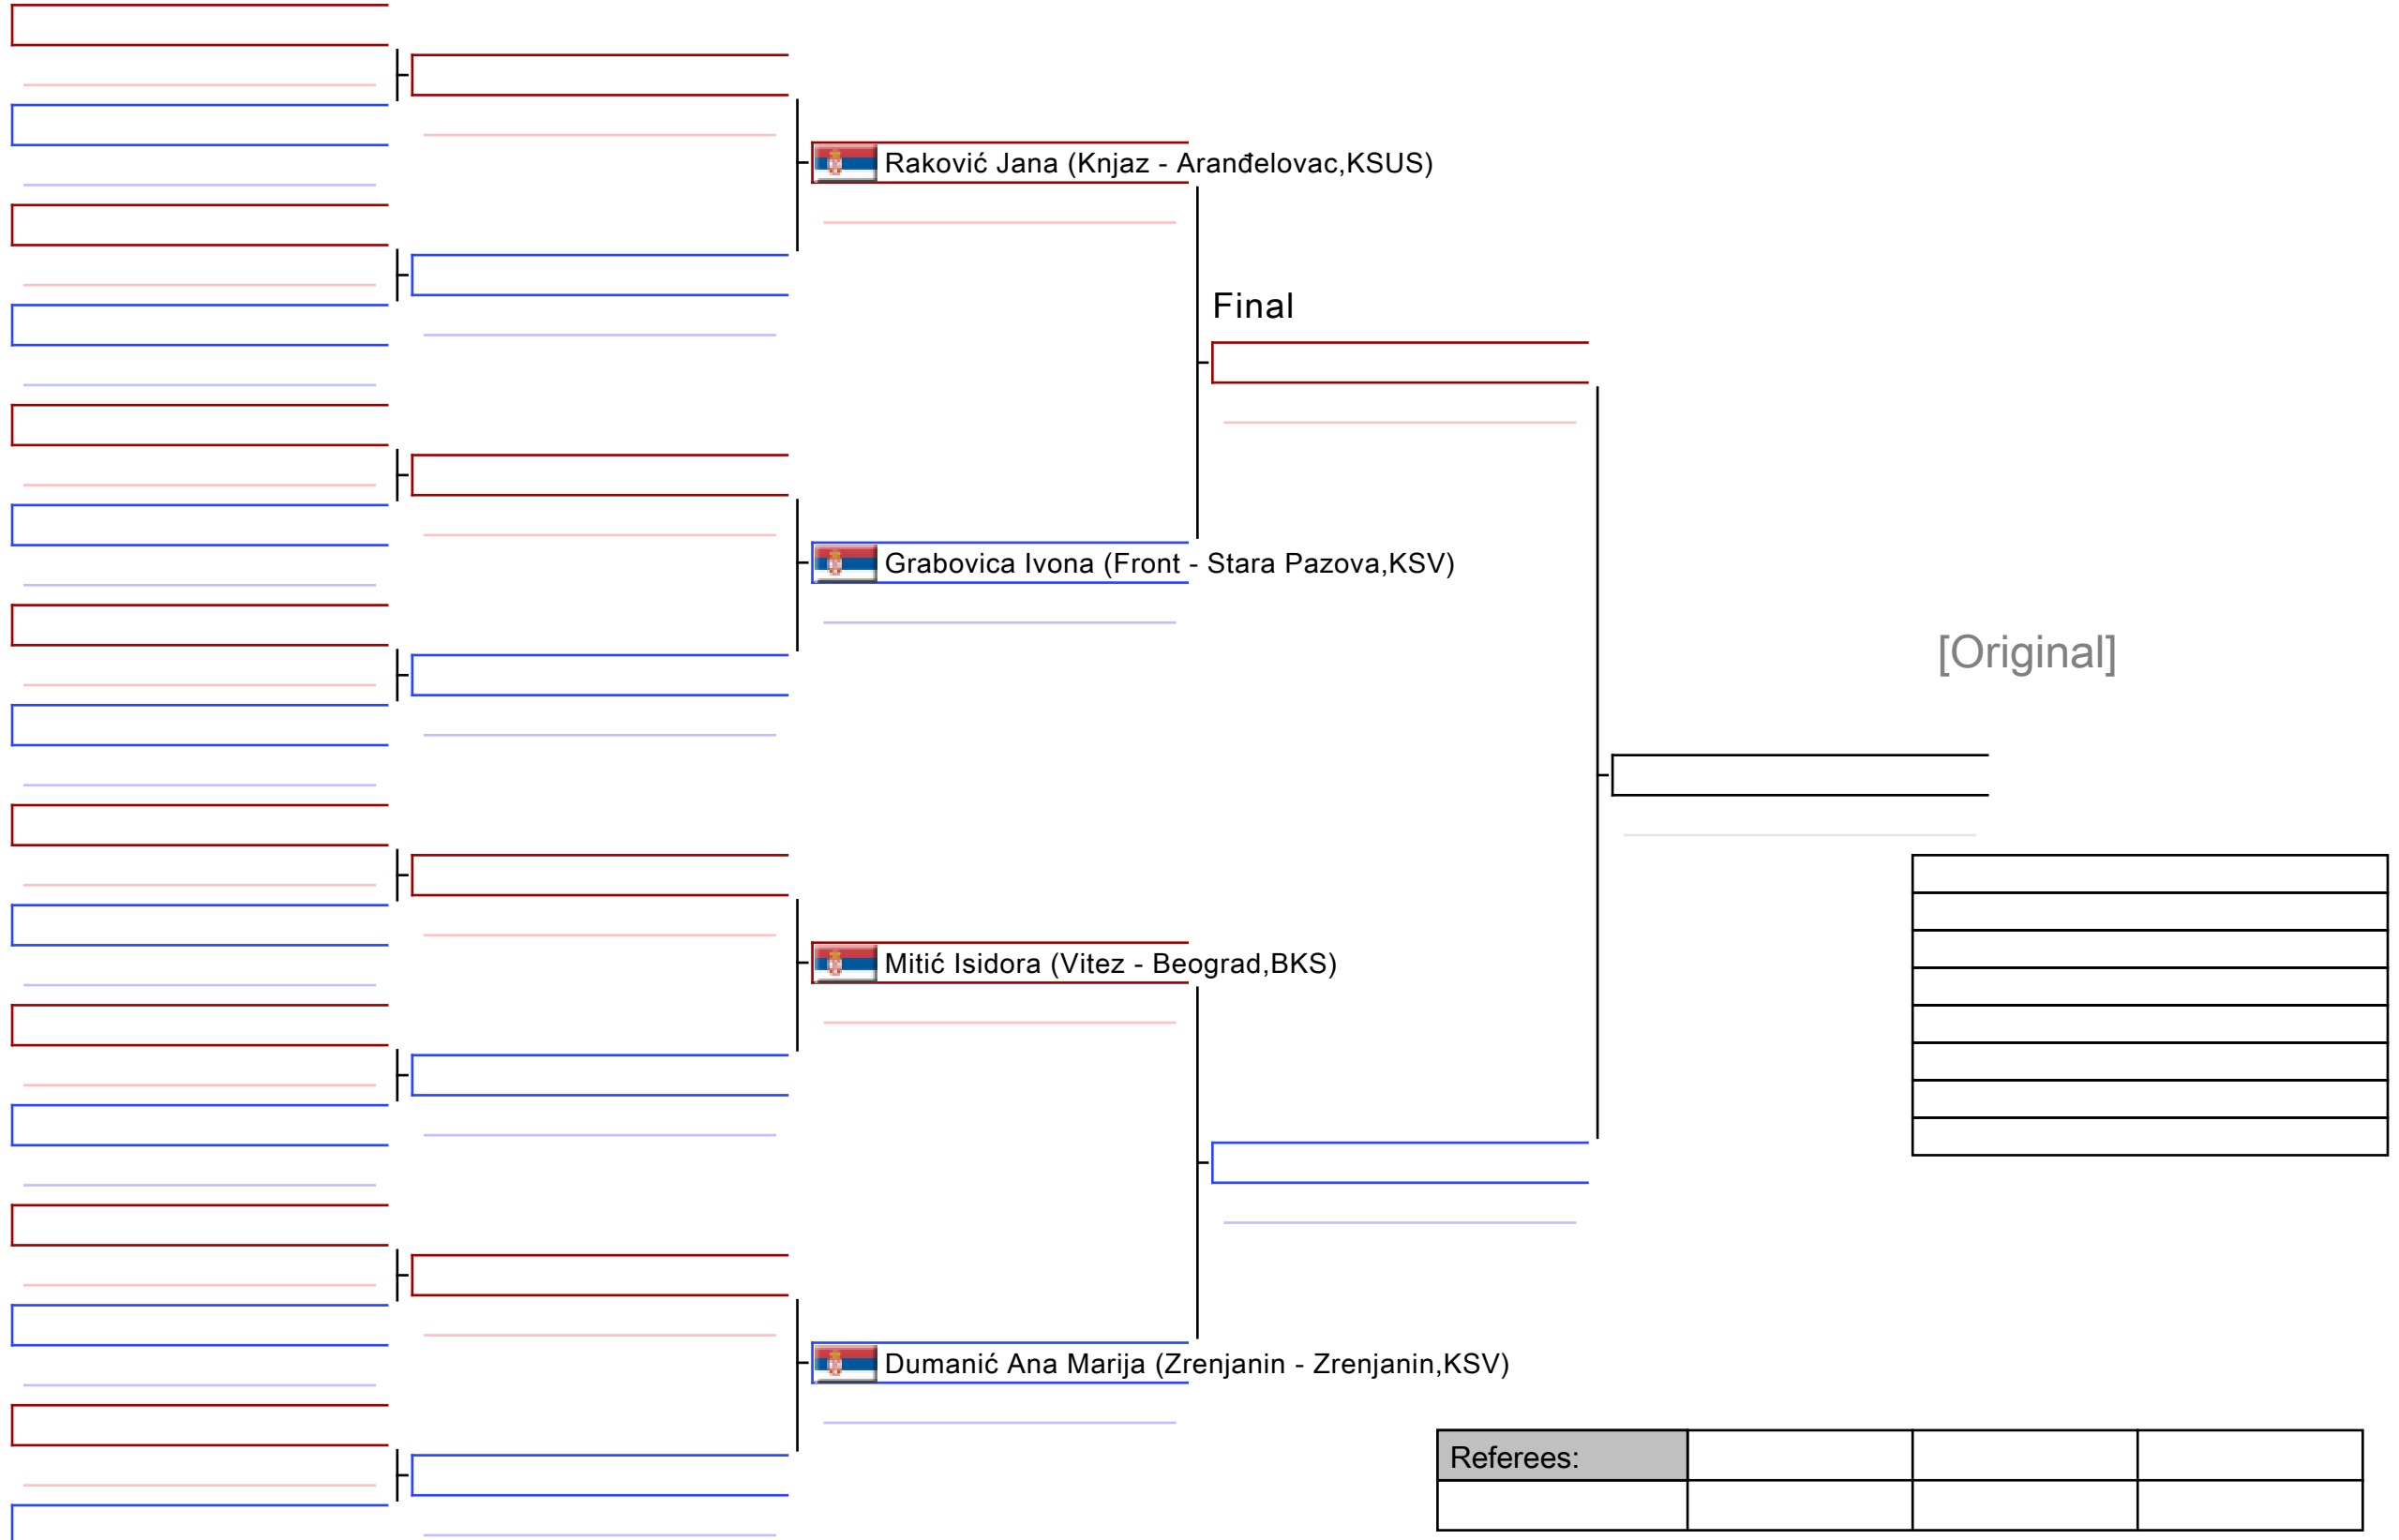 Raković Jana (Knjaz - Aranđelovac,KSUS)
Final
Grabovica Ivona (Front - Stara Pazova,KSV)
[Original]
Mitić Isidora (Vitez - Beograd,BKS)
Dumanić Ana Marija (Zrenjanin - Zrenjanin,KSV)
Referees: